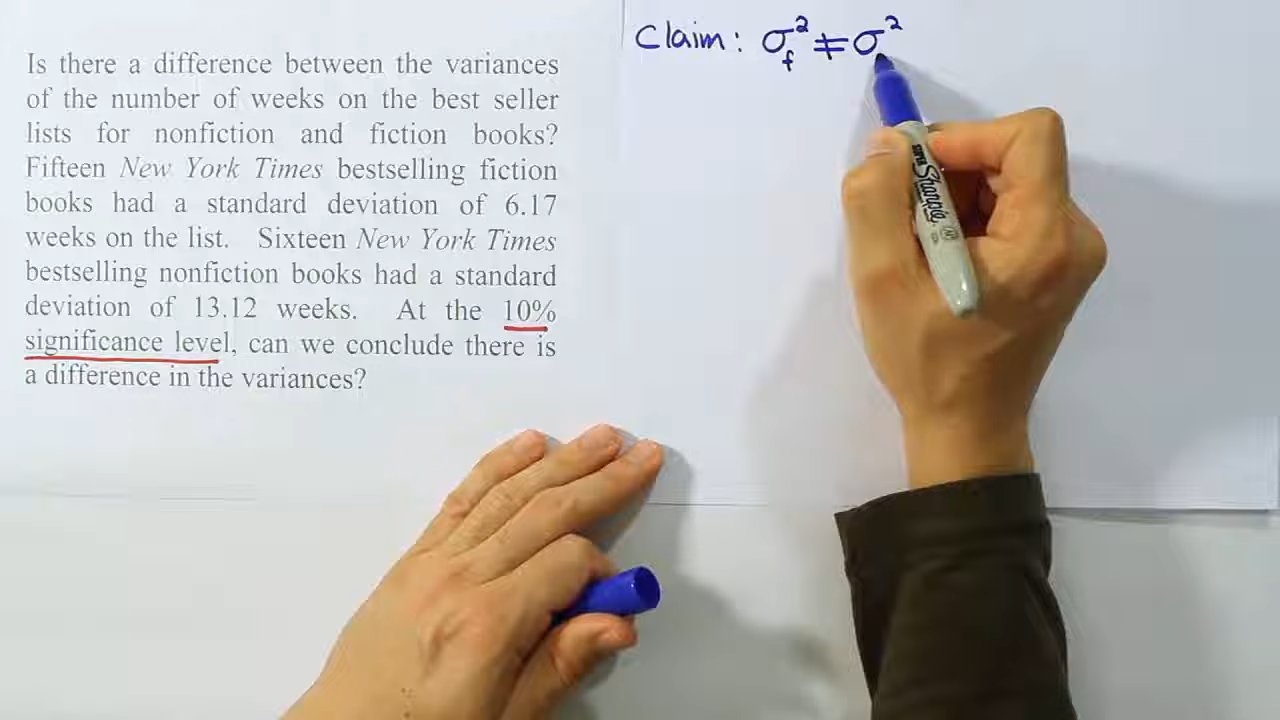 Is there a difference between the variances
of the number of weeks on the best seller
lists for nonfiction and fiction books?
Fifteen New York Times bestselling fiction
books had a standard deviation of 6.17
weeks on the list. Sixteen New York Times
bestselling nonfiction books had a standard
deviation of 13.12 weeks. At the 10%
significance level, can we conclude there is
a difference in the variances?
Claim: σf² ≠ σ²
Sharpie